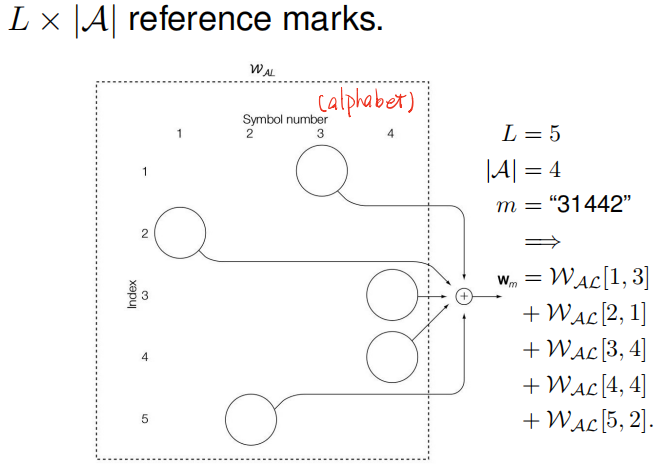 L × |𝒜| reference marks.
𝒲_AL
(alphabet)
Symbol number
1 2 3 4
1
2
Index
3
4
5
+
L = 5
|𝒜| = 4
m = “31442”
⟹
w_m = 𝒲_𝒜ℒ[1, 3]
+ 𝒲_𝒜ℒ[2, 1]
+ 𝒲_𝒜ℒ[3, 4]
+ 𝒲_𝒜ℒ[4, 4]
+ 𝒲_𝒜ℒ[5, 2].